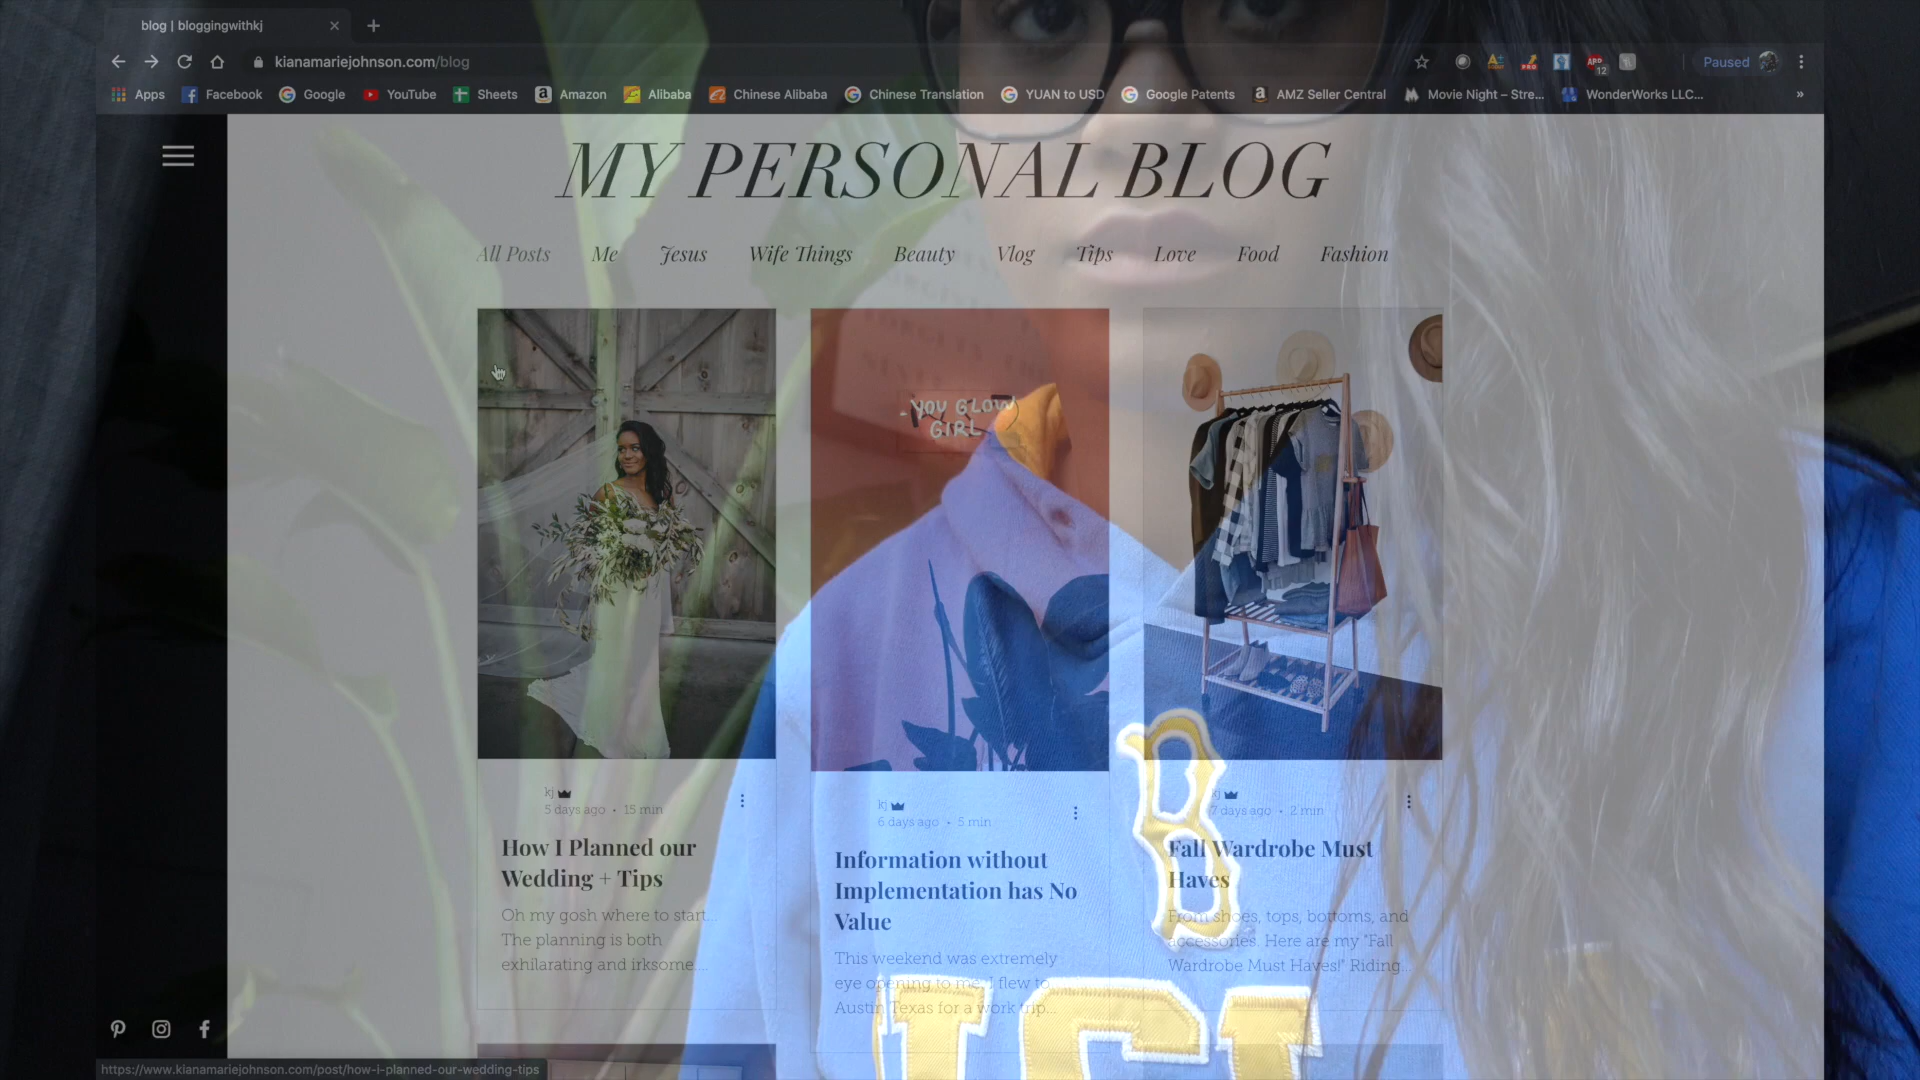 blog | bloggingwithkj
kianamariejohnson.com/blog
Paused
Apps Facebook Google YouTube Sheets Amazon Alibaba Chinese Alibaba Chinese Translation YUAN to USD Google Patents AMZ Seller Central Movie Night – Stre... WonderWorks LLC... »
MY PERSONAL BLOG
All Posts Me Jesus Wife Things Beauty Vlog Tips Love Food Fashion
- YOU GLOW
GIRL
kj
5 days ago • 15 min
How I Planned our
Wedding + Tips
Oh my gosh where to start...
The planning is both
exhilarating and irksome....
kj
6 days ago • 5 min
Information without
Implementation has No
Value
This weekend was extremely
eye opening to me. I flew to
Austin Texas for a work trip...
kj
7 days ago • 2 min
Fall Wardrobe Must
Haves
From shoes, tops, bottoms, and
accessories. Here are my "Fall
Wardrobe Must Haves!" Riding...
B
https://www.kianamariejohnson.com/post/how-i-planned-our-wedding-tips